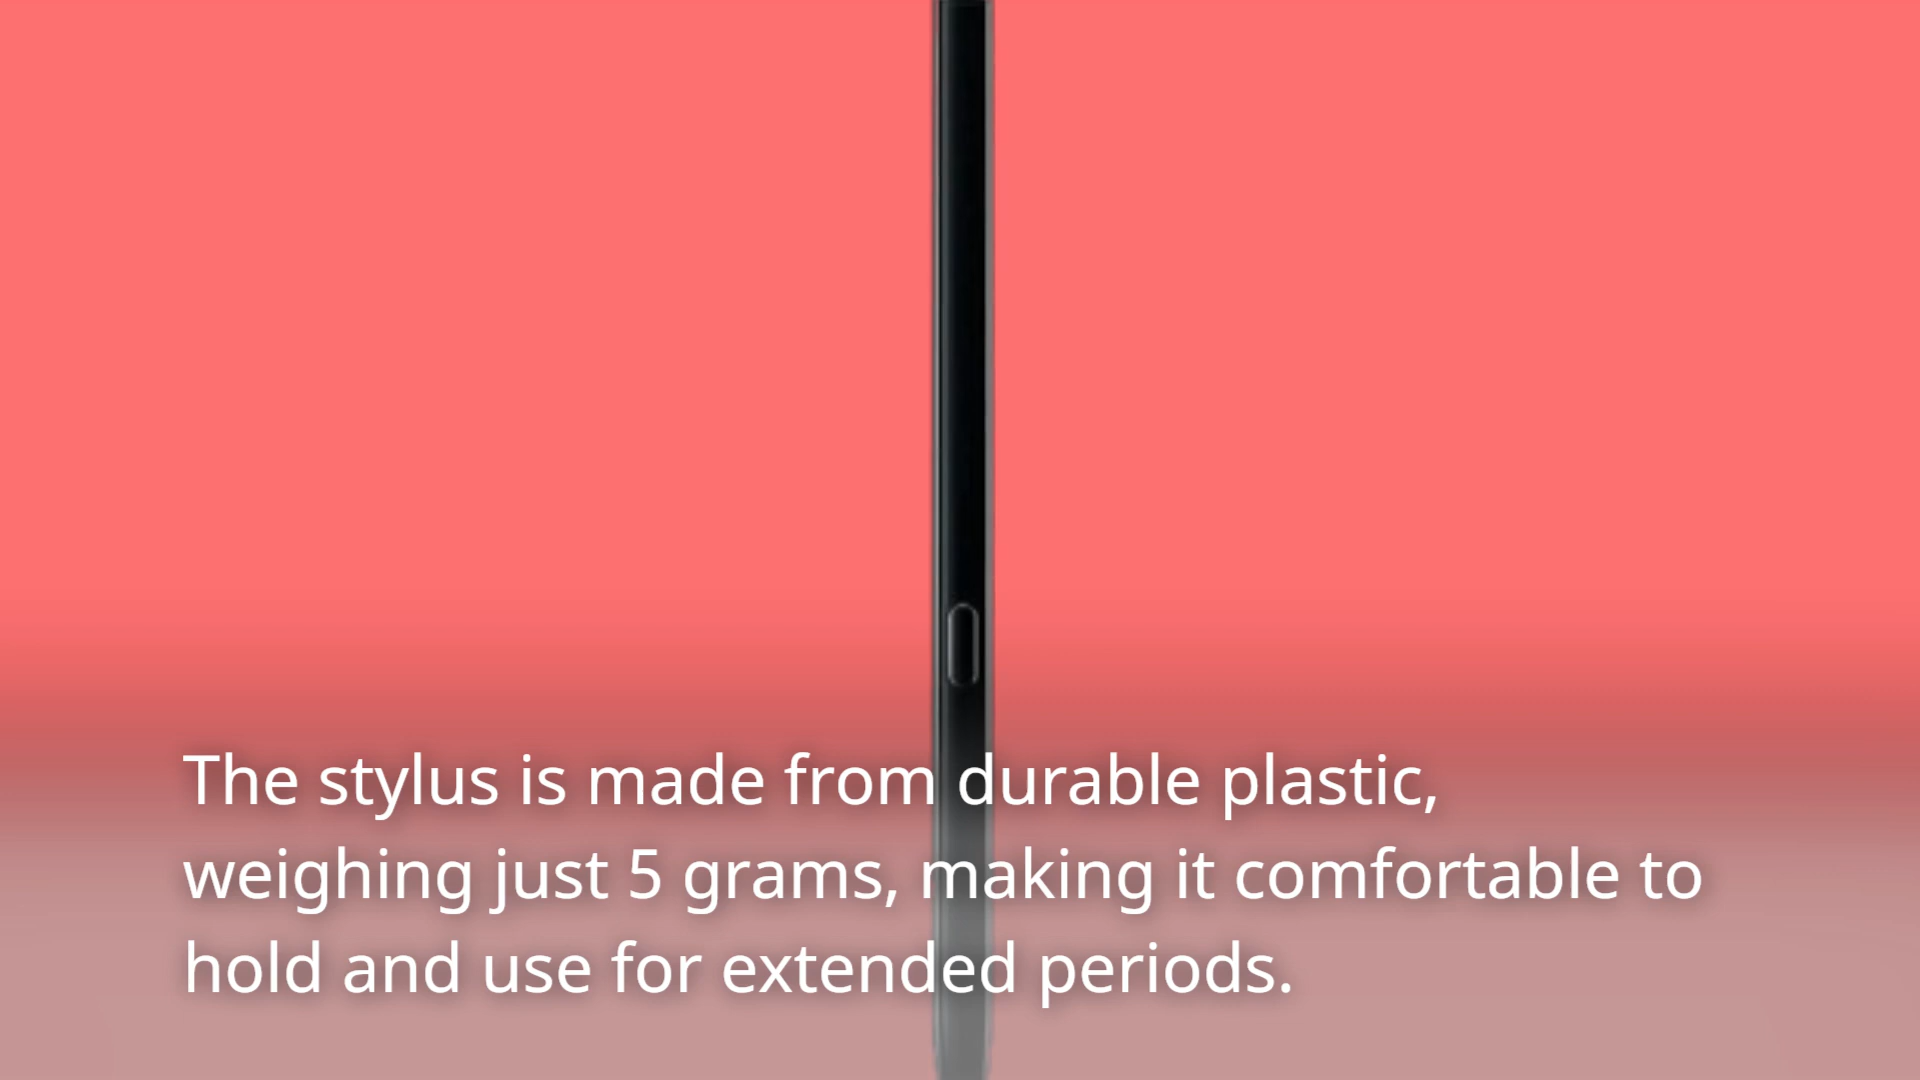 The stylus is made from durable plastic,
weighing just 5 grams, making it comfortable to
hold and use for extended periods.